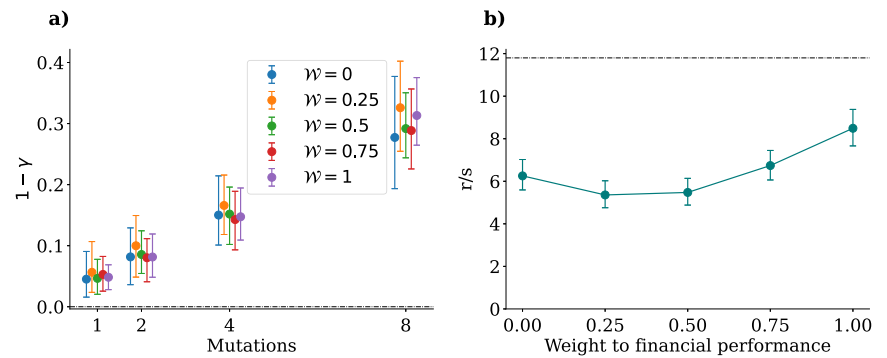 a)
0.4
0.3
0.2
0.1
0.0
1 − γ
𝒲 = 0
𝒲 = 0.25
𝒲 = 0.5
𝒲 = 0.75
𝒲 = 1
1 2 4 8
Mutations
b)
12
10
8
6
4
2
0
r/s
0.00 0.25 0.50 0.75 1.00
Weight to financial performance